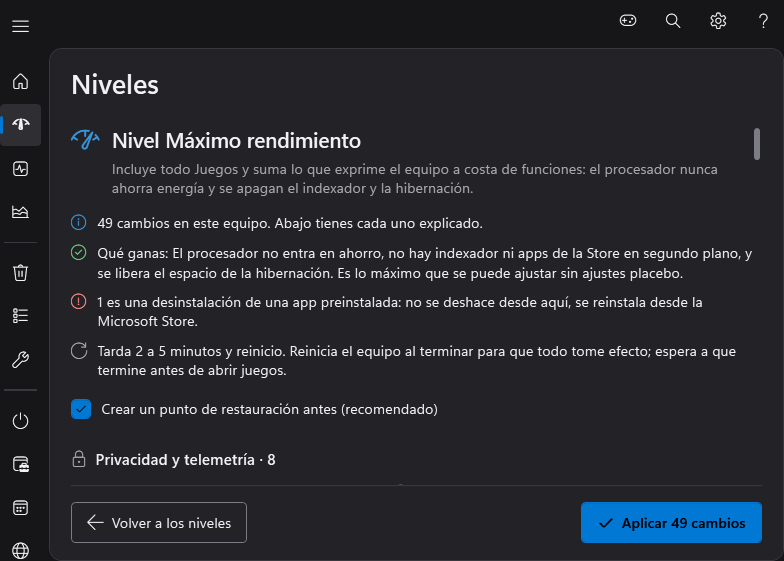 Niveles
Nivel Máximo rendimiento
Incluye todo Juegos y suma lo que exprime el equipo a costa de funciones: el procesador nunca
ahorra energía y se apagan el indexador y la hibernación.
49 cambios en este equipo. Abajo tienes cada uno explicado.
Qué ganas: El procesador no entra en ahorro, no hay indexador ni apps de la Store en segundo plano, y
se libera el espacio de la hibernación. Es lo máximo que se puede ajustar sin ajustes placebo.
1 es una desinstalación de una app preinstalada: no se deshace desde aquí, se reinstala desde la
Microsoft Store.
Tarda 2 a 5 minutos y reinicio. Reinicia el equipo al terminar para que todo tome efecto; espera a que
termine antes de abrir juegos.
Crear un punto de restauración antes (recomendado)
Privacidad y telemetría · 8
Volver a los niveles
Aplicar 49 cambios